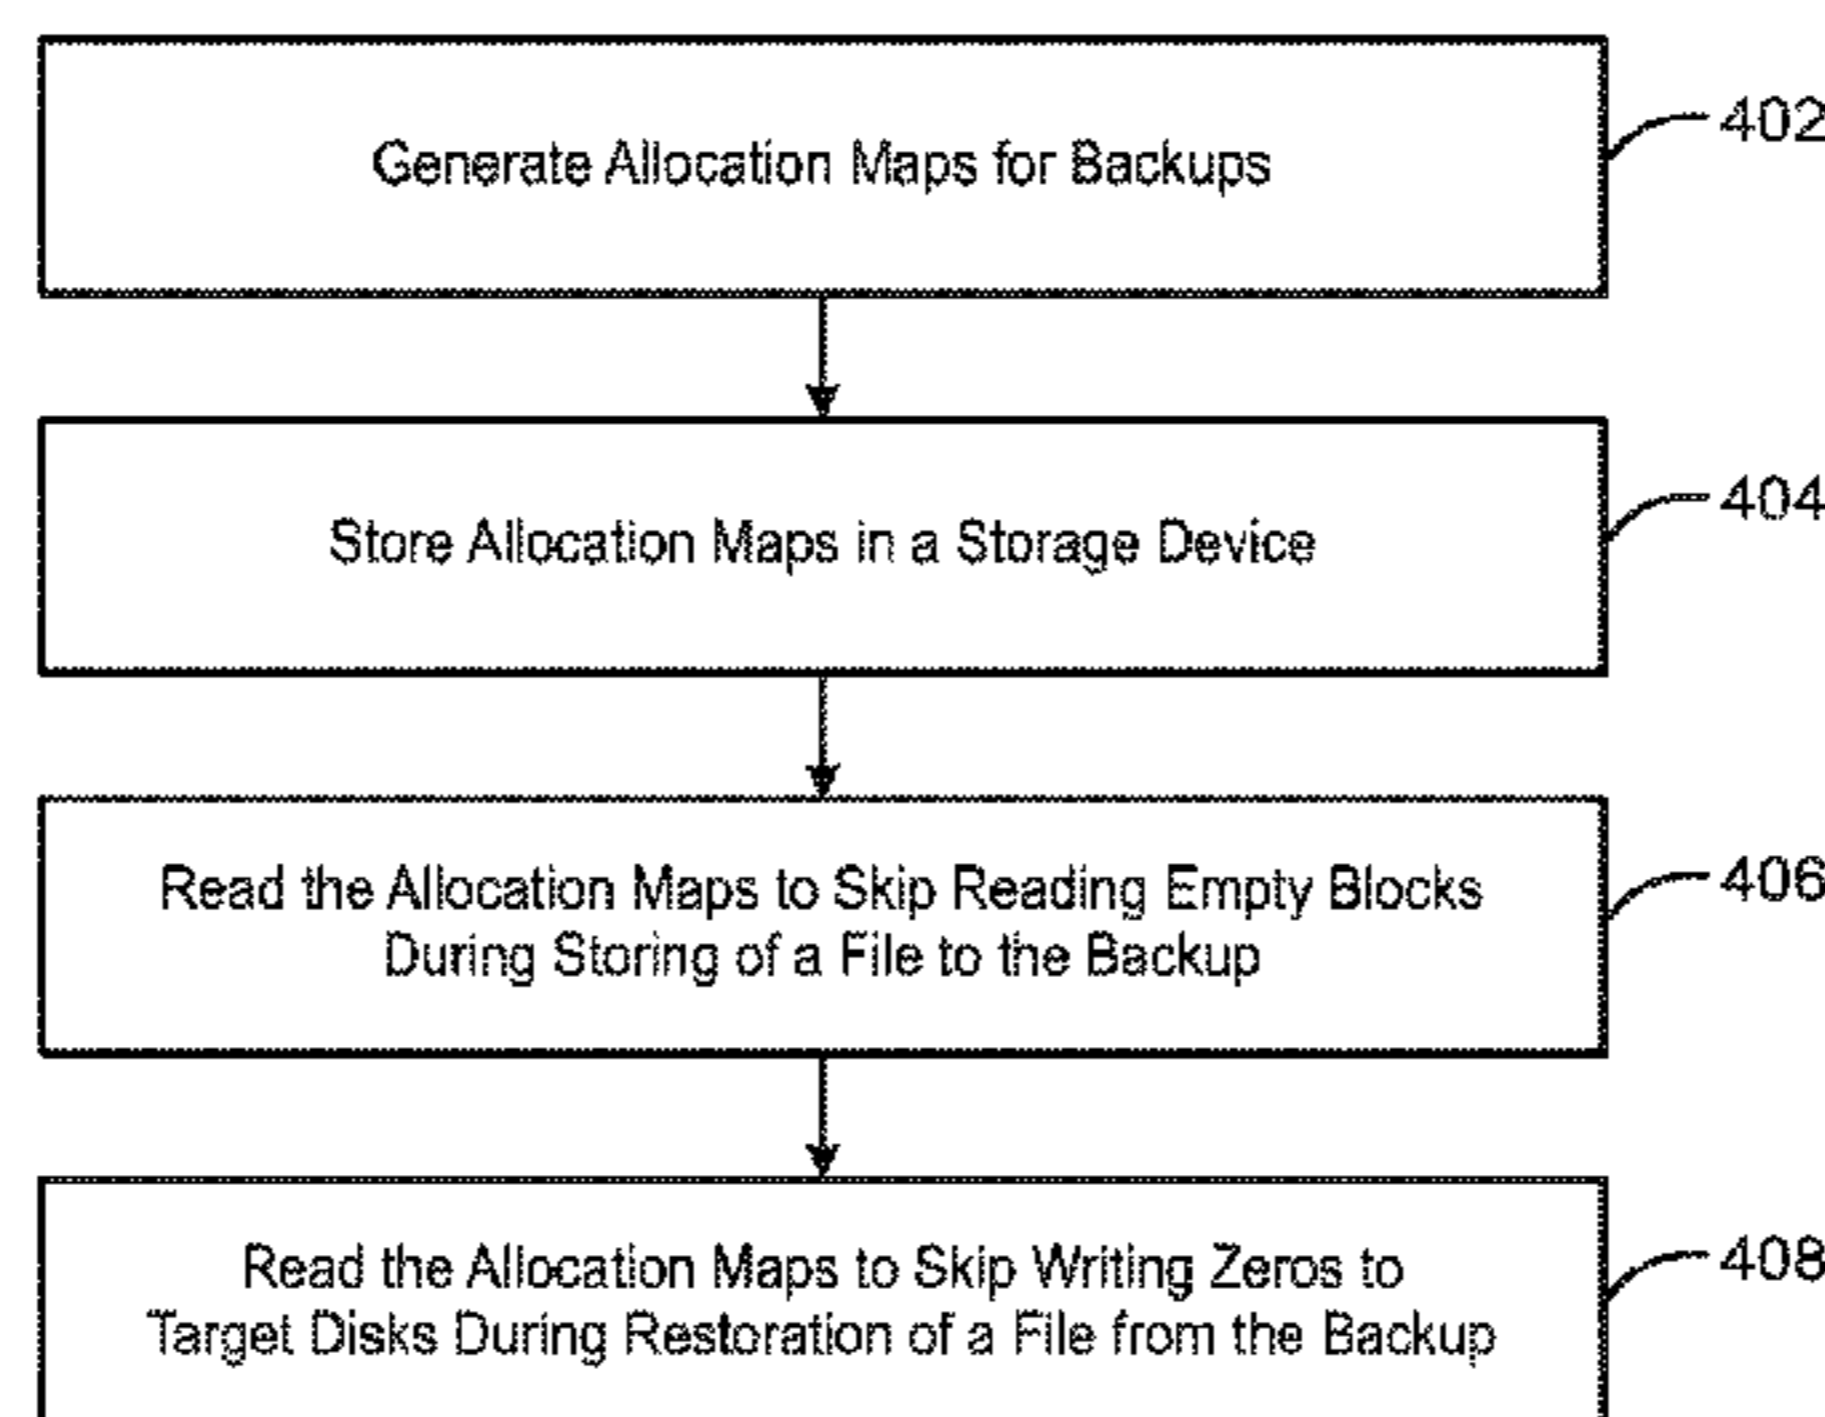 Generate Allocation Maps for Backups
402
Store Allocation Maps in a Storage Device
404
Read the Allocation Maps to Skip Reading Empty Blocks
During Storing of a File to the Backup
406
Read the Allocation Maps to Skip Writing Zeros to
Target Disks During Restoration of a File from the Backup
408